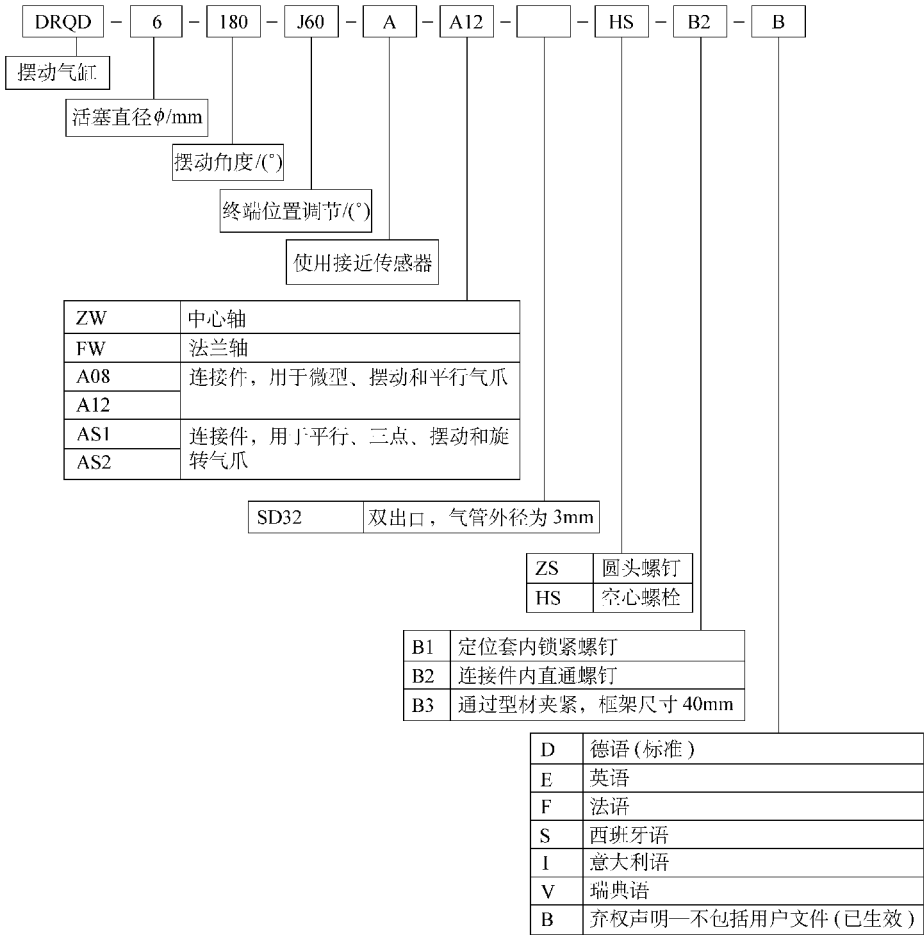 DRQD - 6 - 180 - J60 - A - A12 - - HS - B2 - B
摆动气缸
活塞直径ϕ/mm
摆动角度/(°)
终端位置调节/(°)
使用接近传感器
ZW 中心轴
FW 法兰轴
A08 连接件，用于微型、摆动和平行气爪
A12
AS1 连接件，用于平行、三点、摆动和旋
AS2 转气爪
SD32 双出口，气管外径为3mm
ZS 圆头螺钉
HS 空心螺栓
B1 定位套内锁紧螺钉
B2 连接件内直通螺钉
B3 通过型材夹紧，框架尺寸40mm
D 德语(标准)
E 英语
F 法语
S 西班牙语
I 意大利语
V 瑞典语
B 弃权声明—不包括用户文件(已生效)